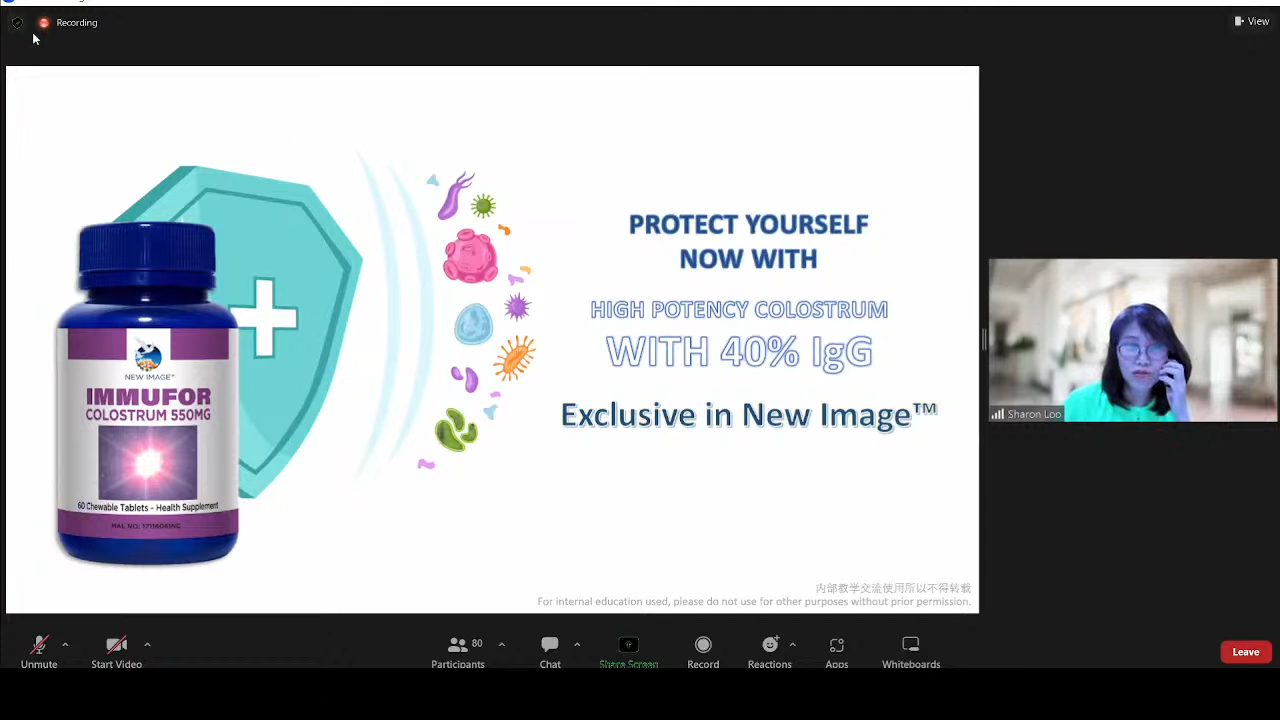 Recording
View
PROTECT YOURSELF
NOW WITH
HIGH POTENCY COLOSTRUM
WITH 40% IgG
Exclusive in New Image™
NEW IMAGE™
IMMUFOR
COLOSTRUM 550MG
60 Chewable Tablets - Health Supplement
Sharon Loo
内部教学交流使用所以不得转载
For internal education used, please do not use for other purposes without prior permission.
Unmute
Start Video
Participants
80
Chat
Share Screen
Record
Reactions
Apps
Whiteboards
Leave